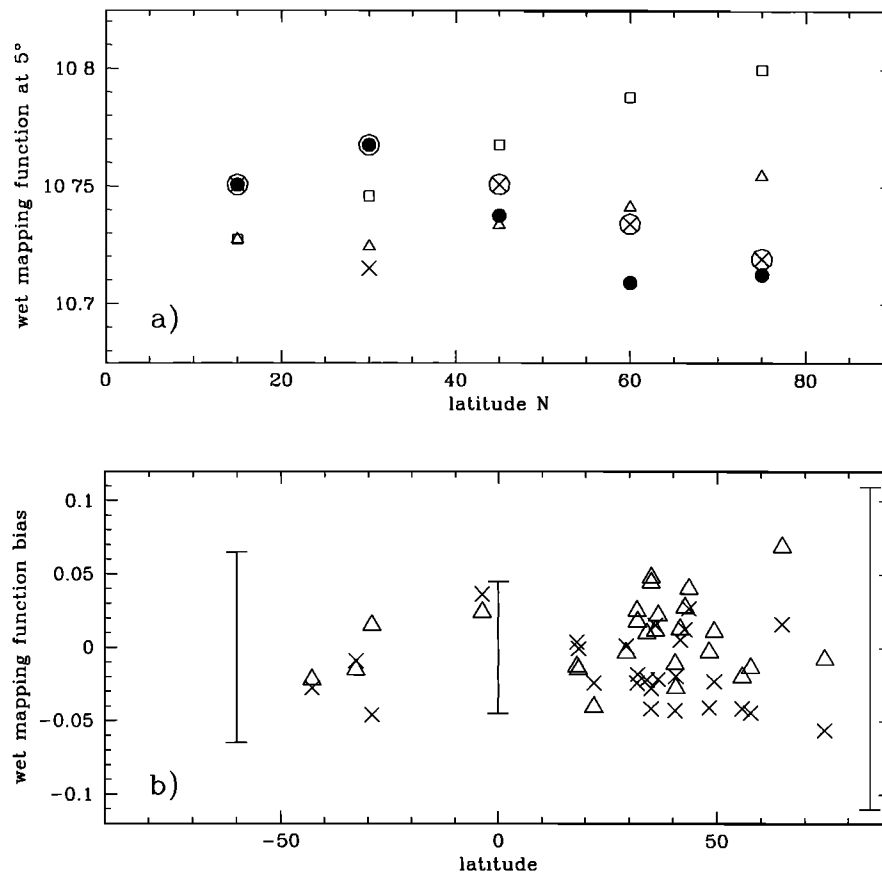 wet mapping function at 5°
10 8
10 75
10 7
a)
0
20
40
60
80
latitude N
wet mapping function bias
0.1
0.05
0
−0.05
−0.1
b)
−50
0
50
latitude